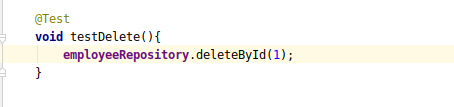 @Test
void testDelete(){
employeeRepository.deleteById(1);
}